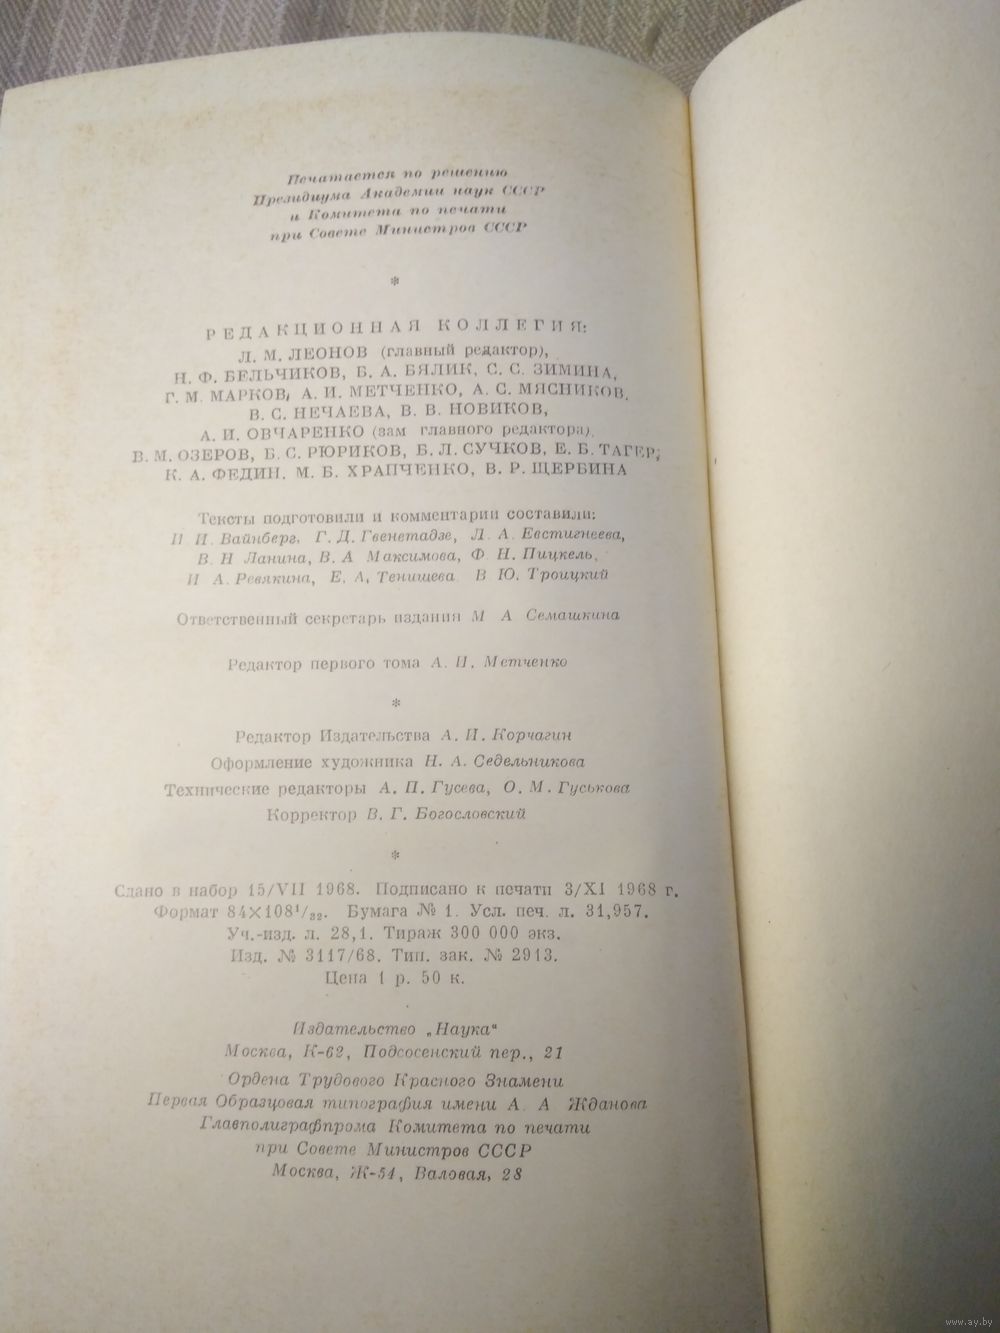 Печатается по решению
Президиума Академии наук СССР
и Комитета по печати
при Совете Министров СССР
*
РЕДАКЦИОННАЯ КОЛЛЕГИЯ:
Л. М. ЛЕОНОВ (главный редактор),
Н. Ф. БЕЛЬЧИКОВ, Б. А. БЯЛИК, С. С. ЗИМИНА,
Г. М. МАРКОВ, А. И. МЕТЧЕНКО, А. С. МЯСНИКОВ,
В. С. НЕЧАЕВА, В. В. НОВИКОВ,
А. И. ОВЧАРЕНКО (зам главного редактора),
В. М. ОЗЕРОВ, Б. С. РЮРИКОВ, Б. Л. СУЧКОВ, Е. Б. ТАГЕР,
К. А. ФЕДИН, М. Б. ХРАПЧЕНКО, В. Р. ЩЕРБИНА
Тексты подготовили и комментарии составили:
И И. Вайнберг, Г. Д. Гвенетадзе, Л. А. Евстигнеева,
В. Н Ланина, В. А Максимова, Ф. Н. Пицкель,
И А. Ревякина, Е. А. Тенишева В Ю. Троицкий
Ответственный секретарь издания М А Семашкина
Редактор первого тома А. И. Метченко
*
Редактор Издательства А. И. Корчагин
Оформление художника Н. А. Седельникова
Технические редакторы А. П. Гусева, О. М. Гуськова
Корректор В. Г. Богословский
*
Сдано в набор 15/VII 1968. Подписано к печати 3/XI 1968 г.
Формат 84×108¹/₃₂. Бумага № 1. Усл. печ. л. 31,957.
Уч.-изд. л. 28,1. Тираж 300 000 экз.
Изд. № 3117/68. Тип. зак. № 2913.
Цена 1 р. 50 к.
Издательство „Наука“
Москва, К-62, Подсосенский пер., 21
Ордена Трудового Красного Знамени
Первая Образцовая типография имени А. А Жданова
Главполиграфпрома Комитета по печати
при Совете Министров СССР
Москва, Ж-54, Валовая, 28
www.ay.by